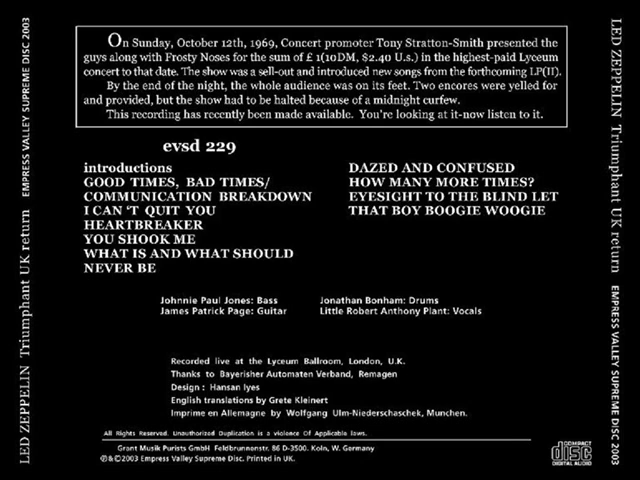 On Sunday, October 12th, 1969, Concert promoter Tony Stratton-Smith presented the
guys along with Frosty Noses for the sum of £ 1(10DM, $2.40 U.s.) in the highest-paid Lyceum
concert to that date. The show was a sell-out and introduced new songs from the forthcoming LP(II).
By the end of the night, the whole audience was on its feet. Two encores were yelled for
and provided, but the show had to be halted because of a midnight curfew.
This recording has recently been made available. You're looking at it-now listen to it.
evsd 229
introductions
GOOD TIMES, BAD TIMES/
COMMUNICATION BREAKDOWN
I CAN 'T QUIT YOU
HEARTBREAKER
YOU SHOOK ME
WHAT IS AND WHAT SHOULD
NEVER BE
DAZED AND CONFUSED
HOW MANY MORE TIMES?
EYESIGHT TO THE BLIND LET
THAT BOY BOOGIE WOOGIE
Johnnie Paul Jones: Bass
James Patrick Page: Guitar
Jonathan Bonham: Drums
Little Robert Anthony Plant: Vocals
Recorded live at the Lyceum Ballroom, London, U.K.
Thanks to Bayerisher Automaten Verband, Remagen
Design : Hansan Iyes
English translations by Grete Kleinert
Imprime en Allemagne by Wolfgang Ulm-Niederschaschek, Munchen.
All Rights Reserved. Unauthorized Duplication is a violence Of Applicable laws.
Grant Musik Purists GmbH Feldbrunnenstr. 86 D-3500. Koln, W. Germany
℗&©2003 Empress Valley Supreme Disc. Printed in UK.
COMPACT
disc
DIGITAL AUDIO
LED ZEPPELIN Triumphant UK return EMPRESS VALLEY SUPREME DISC 2003
LED ZEPPELIN Triumphant UK return EMPRESS VALLEY SUPREME DISC 2003